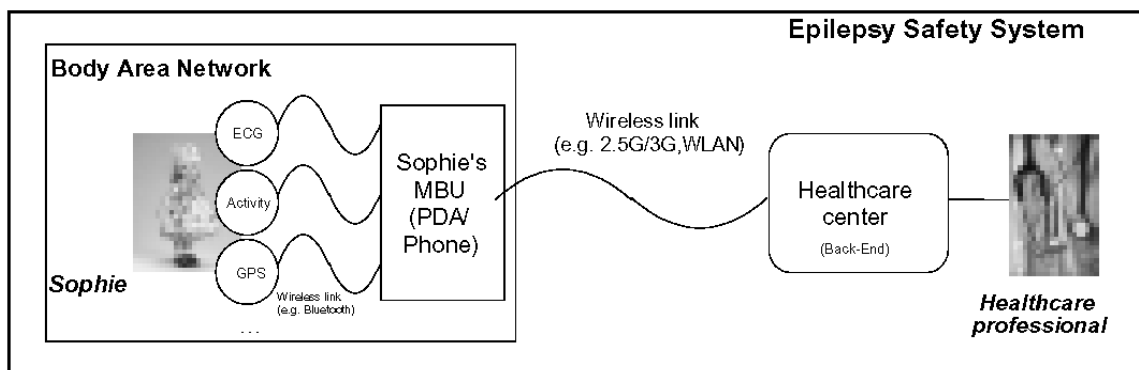 Epilepsy Safety System
Body Area Network
ECG
Activity
GPS
Sophie
Wireless link
(e.g. Bluetooth)
...
Sophie's
MBU
(PDA/
Phone)
Wireless link
(e.g. 2.5G/3G,WLAN)
Healthcare
center
(Back-End)
Healthcare
professional